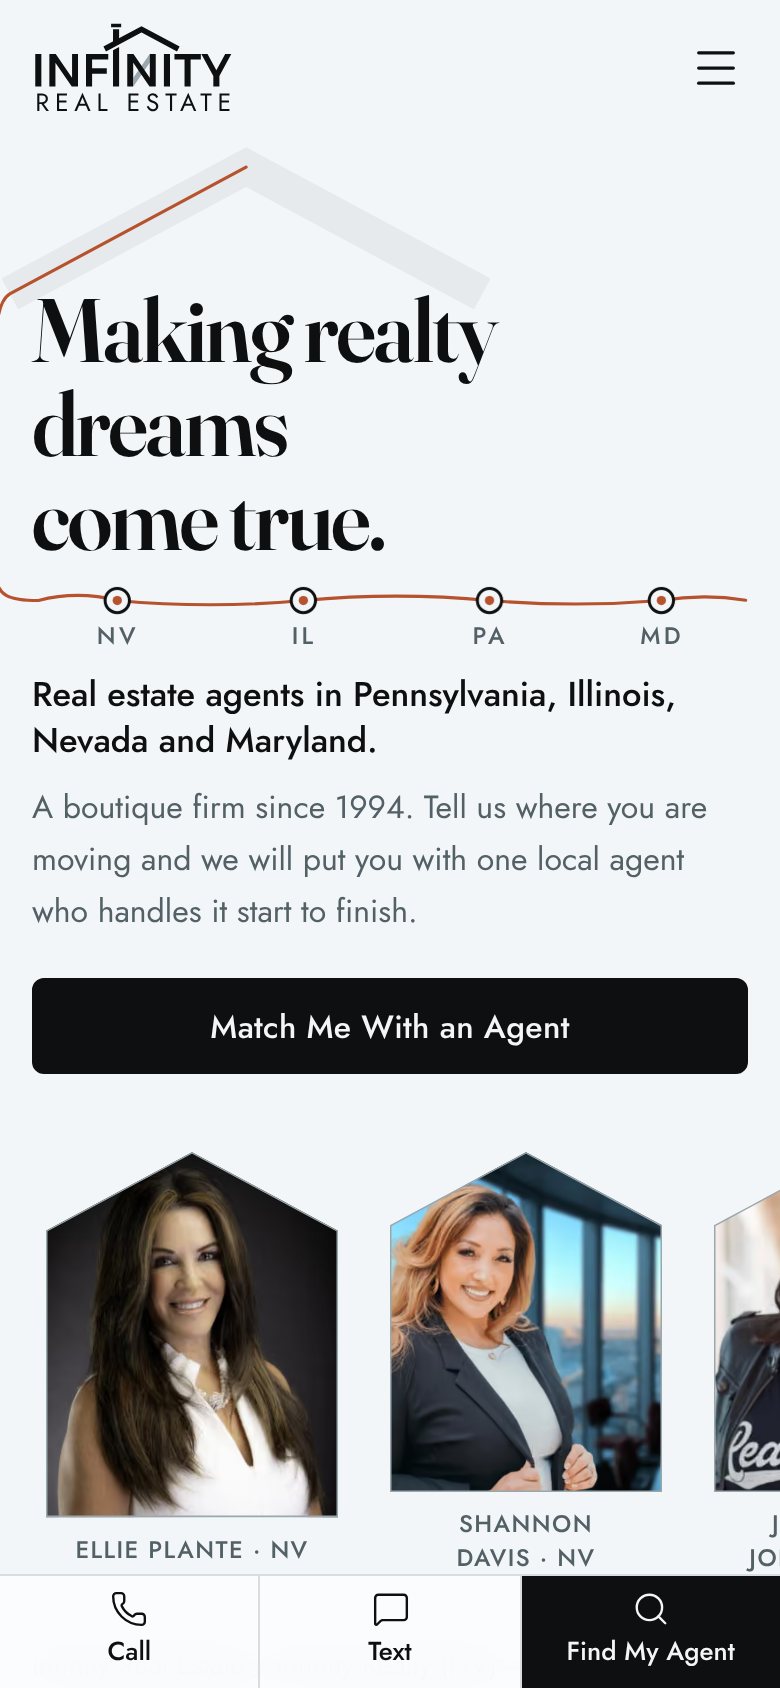 INFINITY
REAL ESTATE
Making realty
dreams
come true.
NV IL PA MD
Real estate agents in Pennsylvania, Illinois,
Nevada and Maryland.
A boutique firm since 1994. Tell us where you are
moving and we will put you with one local agent
who handles it start to finish.
Match Me With an Agent
ELLIE PLANTE · NV
SHANNON
DAVIS · NV
Call
Text
Find My Agent